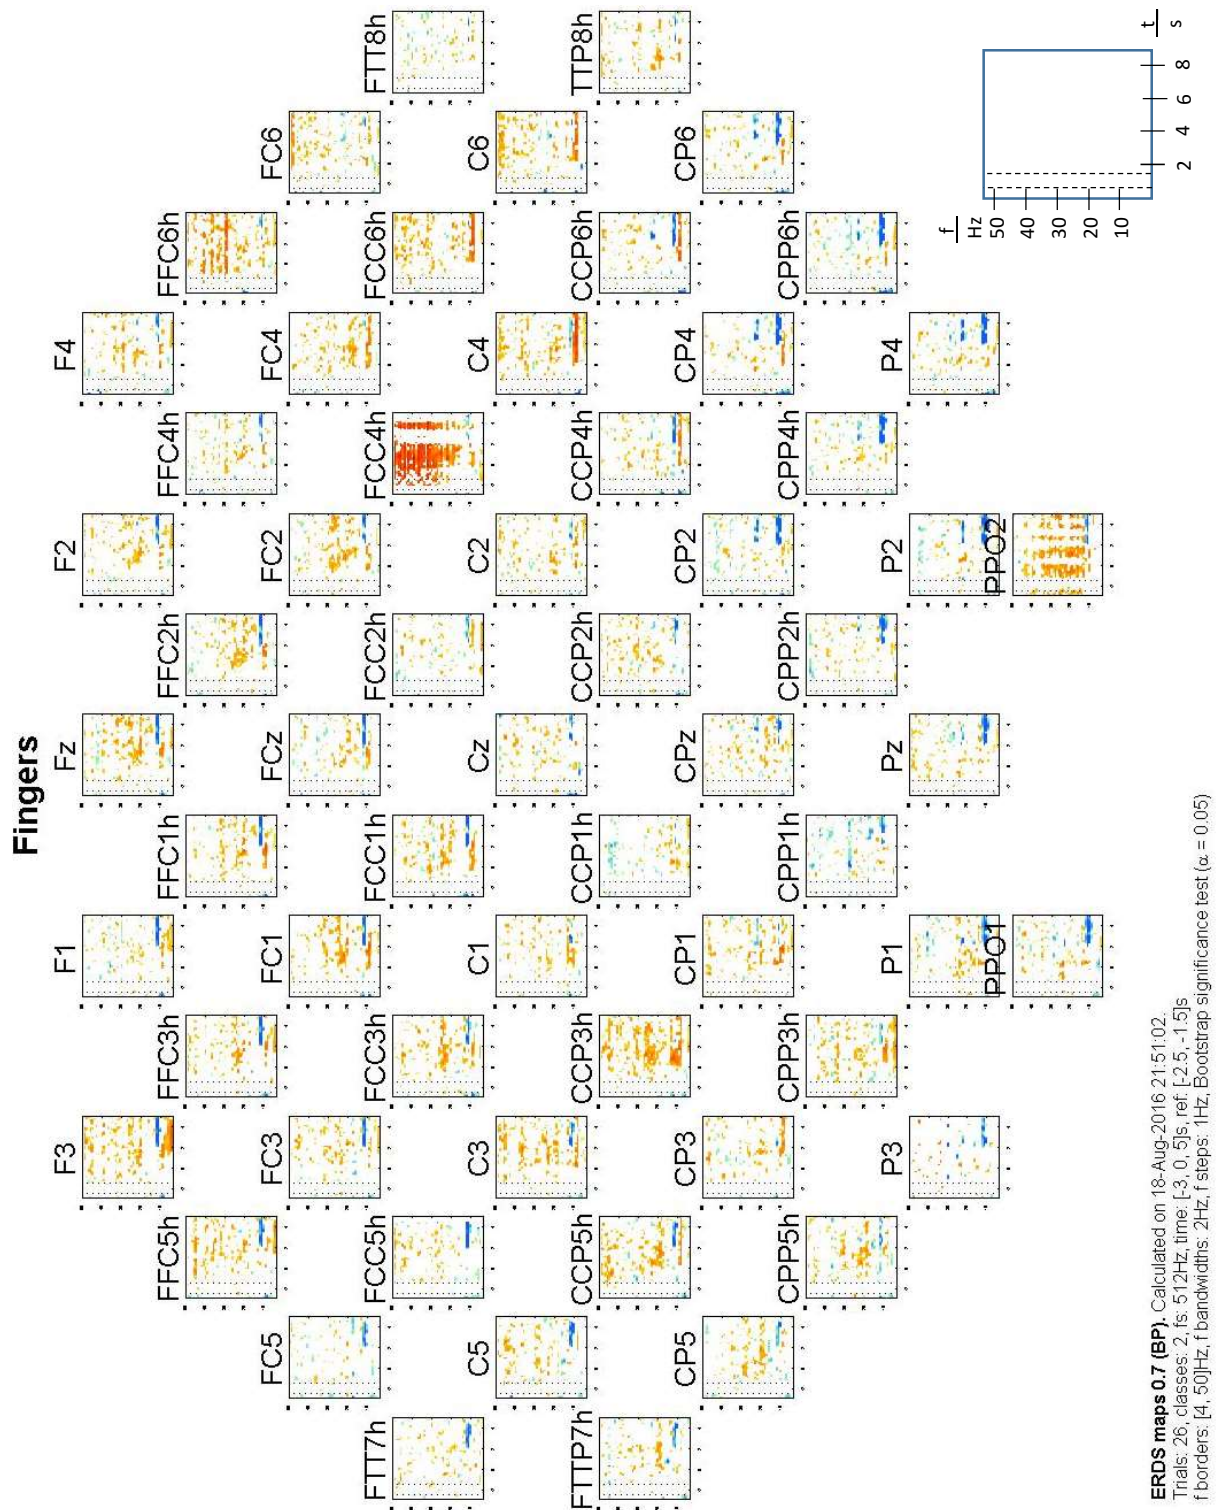 Fingers
F3
F1
Fz
F2
F4
FFC5h
FFC3h
FFC1h
FFC2h
FFC4h
FFC6h
FC5
FC3
FC1
FCz
FC2
FC4
FC6
FTT7h
FCC5h
FCC3h
FCC1h
FCC2h
FCC4h
FCC6h
FTT8h
C5
C3
C1
Cz
C2
C4
C6
FTTP7h
CCP5h
CCP3h
CCP1h
CCP2h
CCP4h
CCP6h
TTP8h
CP5
CP3
CP1
CPz
CP2
CP4
CP6
CPP5h
CPP3h
CPP1h
CPP2h
CPP4h
CPP6h
P3
P1
Pz
P2
P4
PPO1
PPO2
f
Hz
50
40
30
20
10
2 4 6 8
t
s
ERDS maps 0.7 (BP). Calculated on 18-Aug-2016 21:51:02.
Trials: 26, classes: 2, fs: 512Hz, time: [-3, 0, 5]s, ref: [-2.5, -1.5]s
f borders: [4, 50]Hz, f bandwidths: 2Hz, f steps: 1Hz, Bootstrap significance test (α = 0.05)